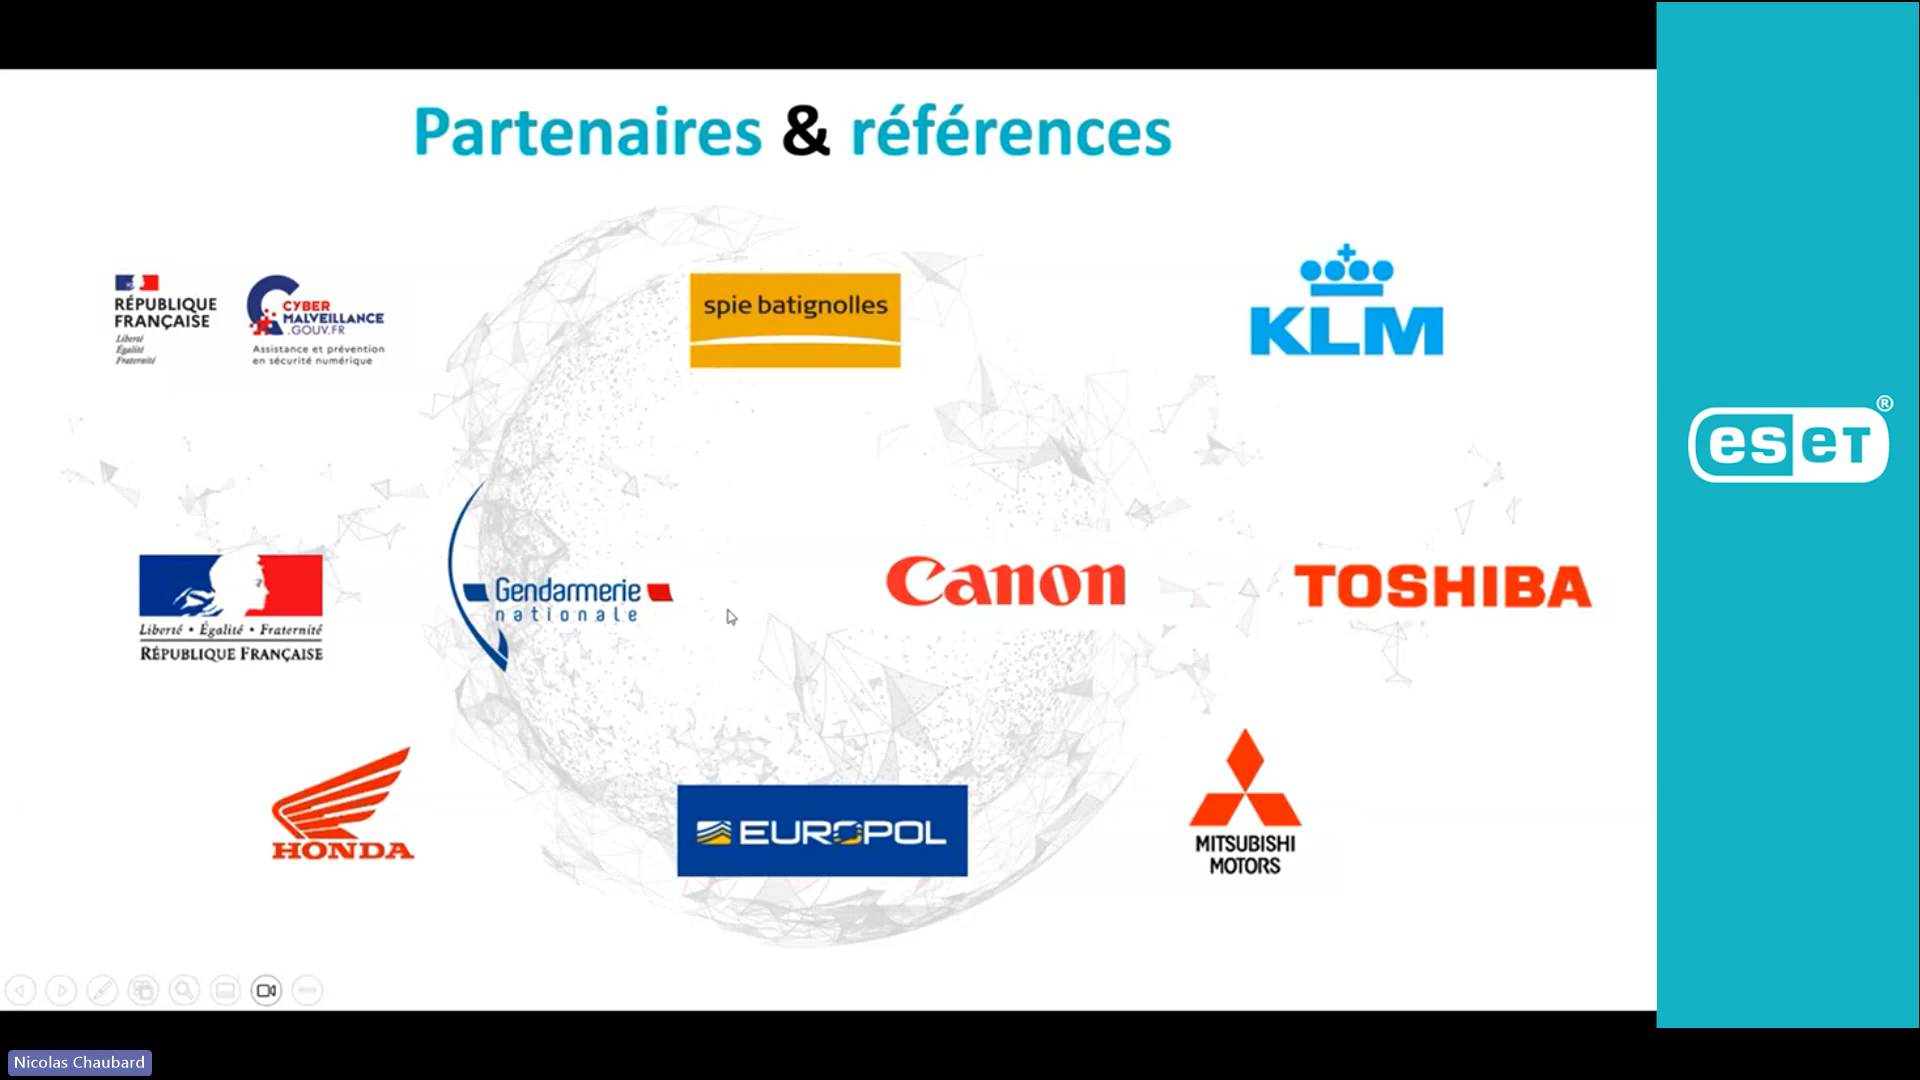 Partenaires & références
RÉPUBLIQUE
FRANÇAISE
Liberté
Égalité
Fraternité
CYBER
MALVEILLANCE
.GOUV.FR
Assistance et prévention
en sécurité numérique
spie batignolles
KLM
eseT®
Liberté • Égalité • Fraternité
RÉPUBLIQUE FRANÇAISE
Gendarmerie
nationale
Canon
TOSHIBA
HONDA
EUROPOL
MITSUBISHI
MOTORS
Nicolas Chaubard